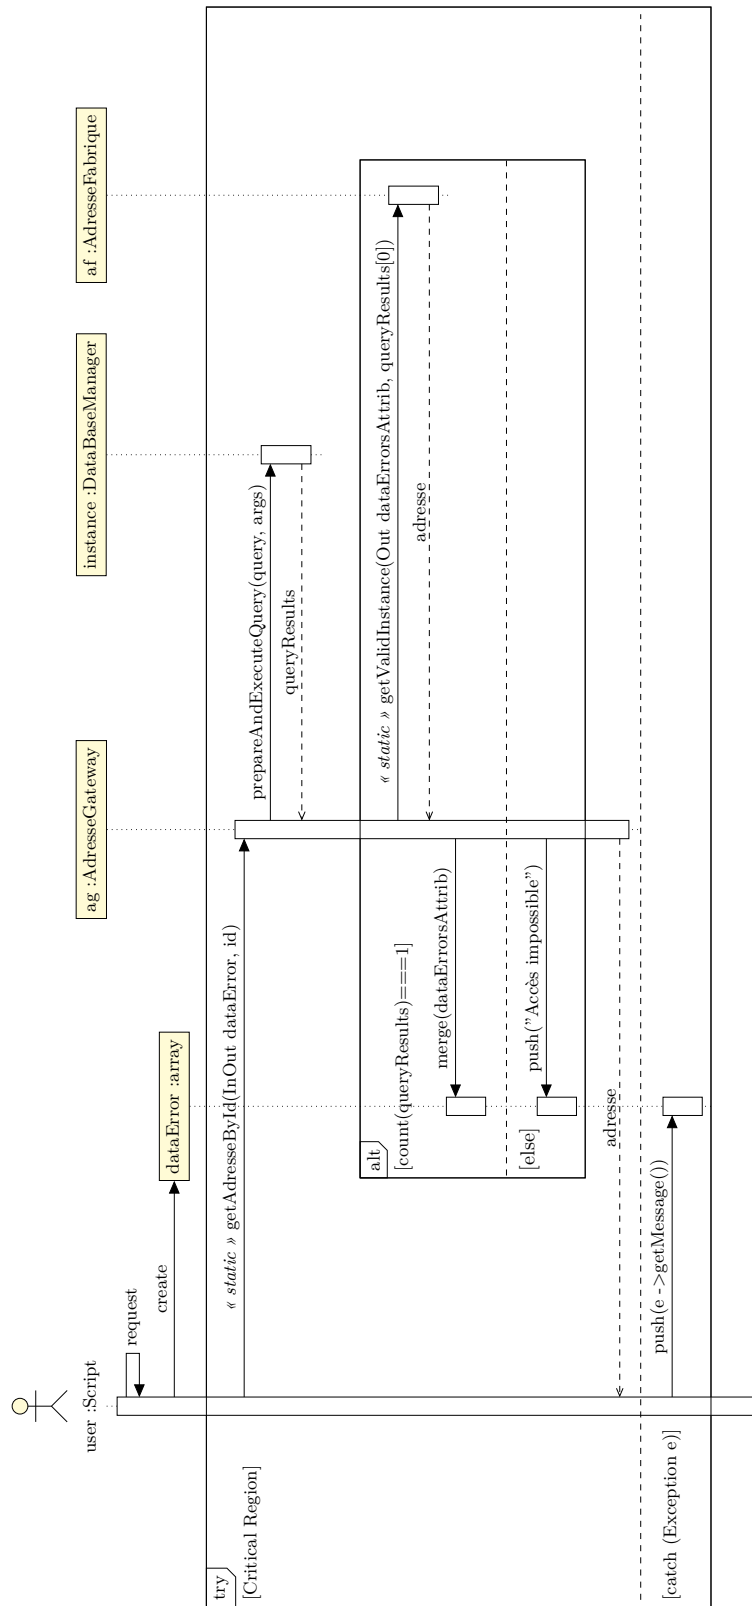 user :Script
dataError :array
ag :AdresseGateway
instance :DataBaseManager
af :AdresseFabrique
request
create
try
[Critical Region]
« static » getAdresseById(InOut dataError, id)
prepareAndExecuteQuery(query, args)
queryResults
alt
[count(queryResults)===1]
« static » getValidInstance(Out dataErrorsAttrib, queryResults[0])
adresse
merge(dataErrorsAttrib)
[else]
push("Accès impossible")
adresse
[catch (Exception e)]
push(e ->getMessage())